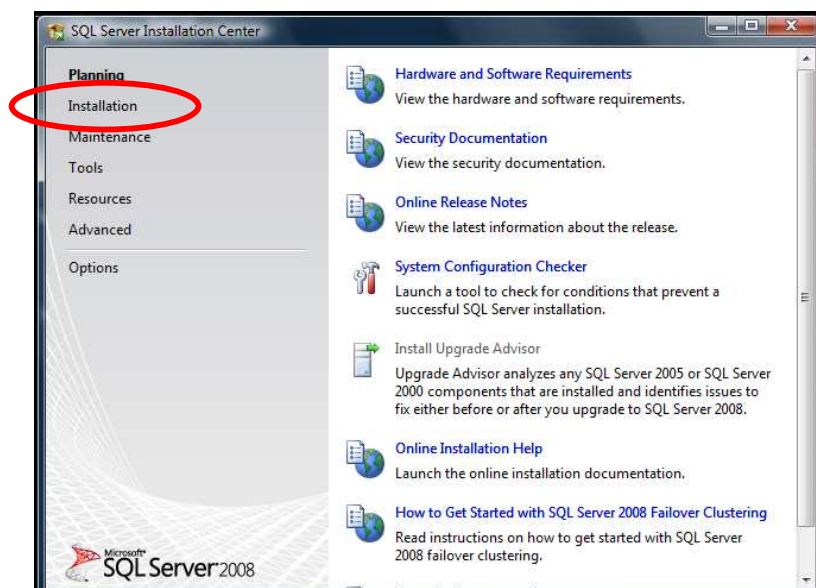 SQL Server Installation Center
Planning
Installation
Maintenance
Tools
Resources
Advanced
Options
Microsoft
SQL Server 2008
Hardware and Software Requirements
View the hardware and software requirements.
Security Documentation
View the security documentation.
Online Release Notes
View the latest information about the release.
System Configuration Checker
Launch a tool to check for conditions that prevent a
successful SQL Server installation.
Install Upgrade Advisor
Upgrade Advisor analyzes any SQL Server 2005 or SQL Server
2000 components that are installed and identifies issues to
fix either before or after you upgrade to SQL Server 2008.
Online Installation Help
Launch the online installation documentation.
How to Get Started with SQL Server 2008 Failover Clustering
Read instructions on how to get started with SQL Server
2008 failover clustering.